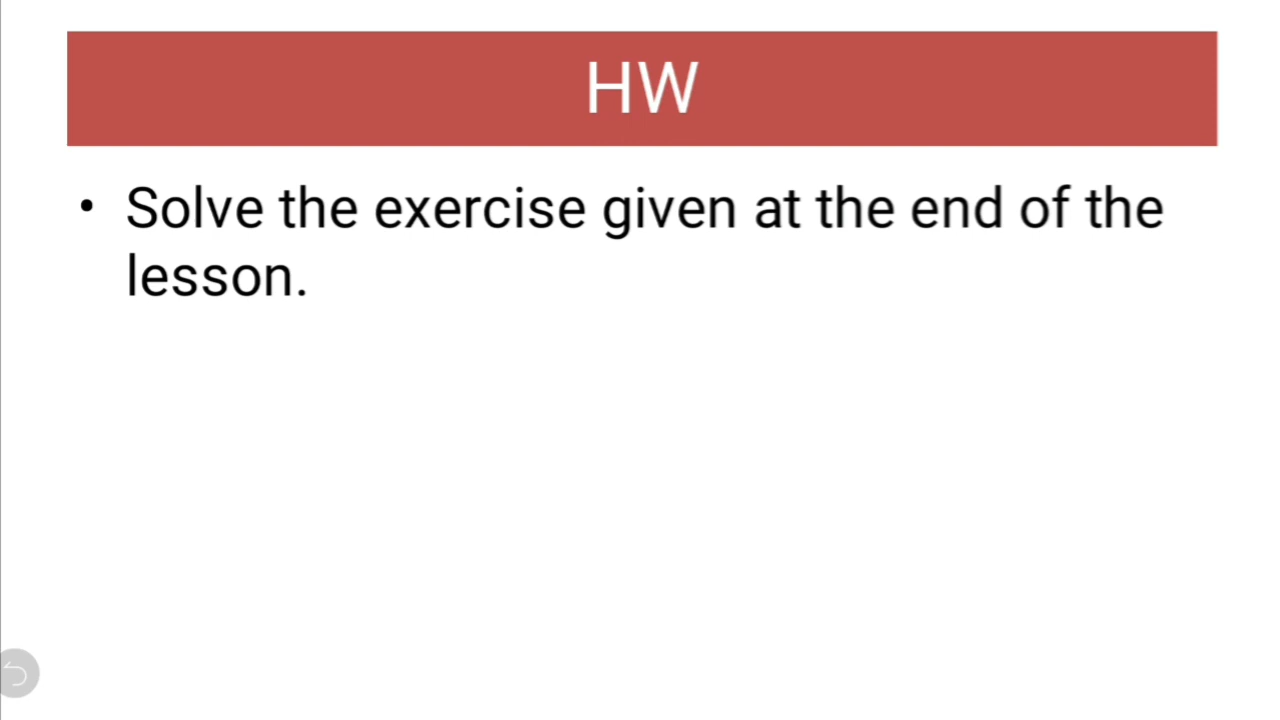 HW
• Solve the exercise given at the end of the
lesson.